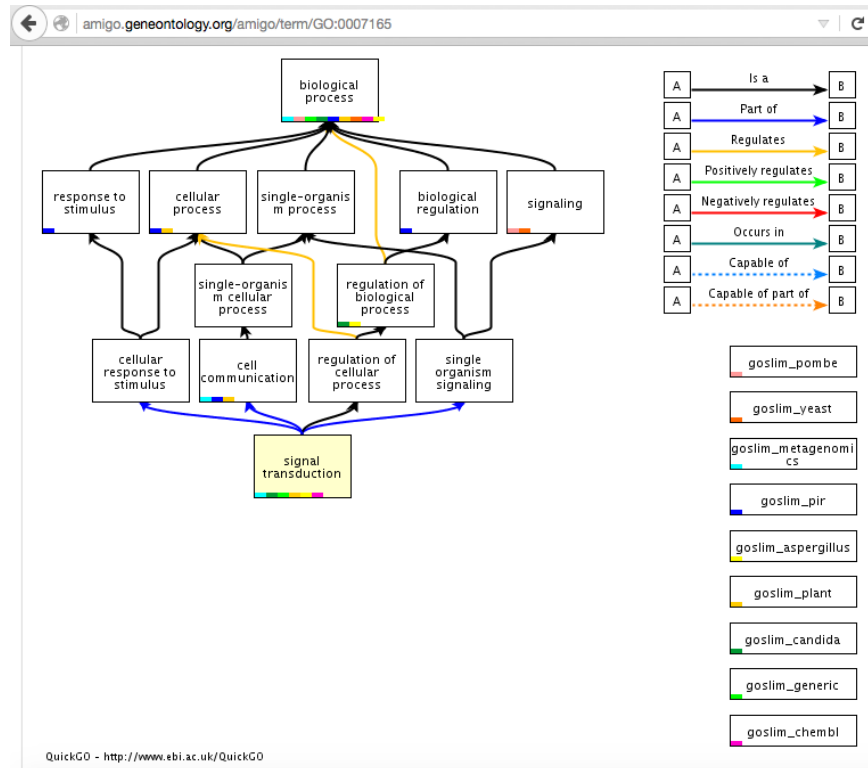 amigo.geneontology.org/amigo/term/GO:0007165
biological
process
response to
stimulus
cellular
process
single-organis
m process
biological
regulation
signaling
single-organis
m cellular
process
regulation of
biological
process
cellular
response to
stimulus
cell
communication
regulation of
cellular
process
single
organism
signaling
signal
transduction
A Is a B
A Part of B
A Regulates B
A Positively regulates B
A Negatively regulates B
A Occurs in B
A Capable of B
A Capable of part of B
goslim_pombe
goslim_yeast
goslim_metagenom
ics
goslim_pir
goslim_aspergillus
goslim_plant
goslim_candida
goslim_generic
goslim_chembl
QuickGO - http://www.ebi.ac.uk/QuickGO